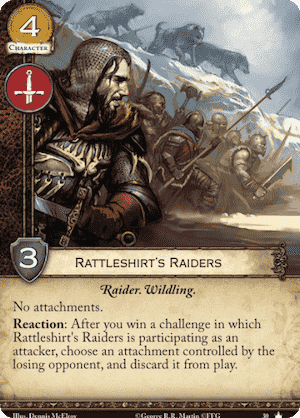 4
CHARACTER
3
RATTLESHIRT'S RAIDERS
Raider. Wildling.
No attachments.
Reaction: After you win a challenge in which
Rattleshirt's Raiders is participating as an
attacker, choose an attachment controlled by the
losing opponent, and discard it from play.
Illus. Dennis McElroy ©George R.R. Martin ©FFG